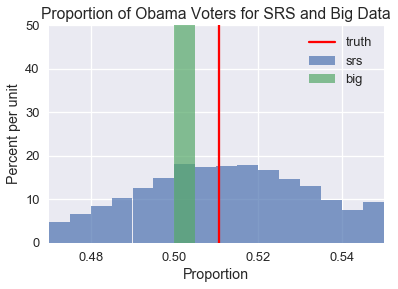 Proportion of Obama Voters for SRS and Big Data
50
40
30
20
10
0
Percent per unit
truth
srs
big
0.48 0.50 0.52 0.54
Proportion